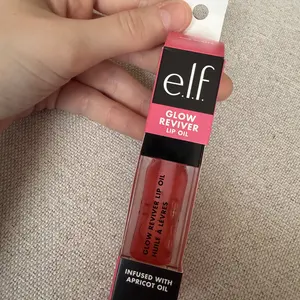 e.l.f
GLOW
REVIVER
LIP OIL
GLOW REVIVER LIP OIL
HUILE À LÈVRES
INFUSED WITH
APRICOT OIL